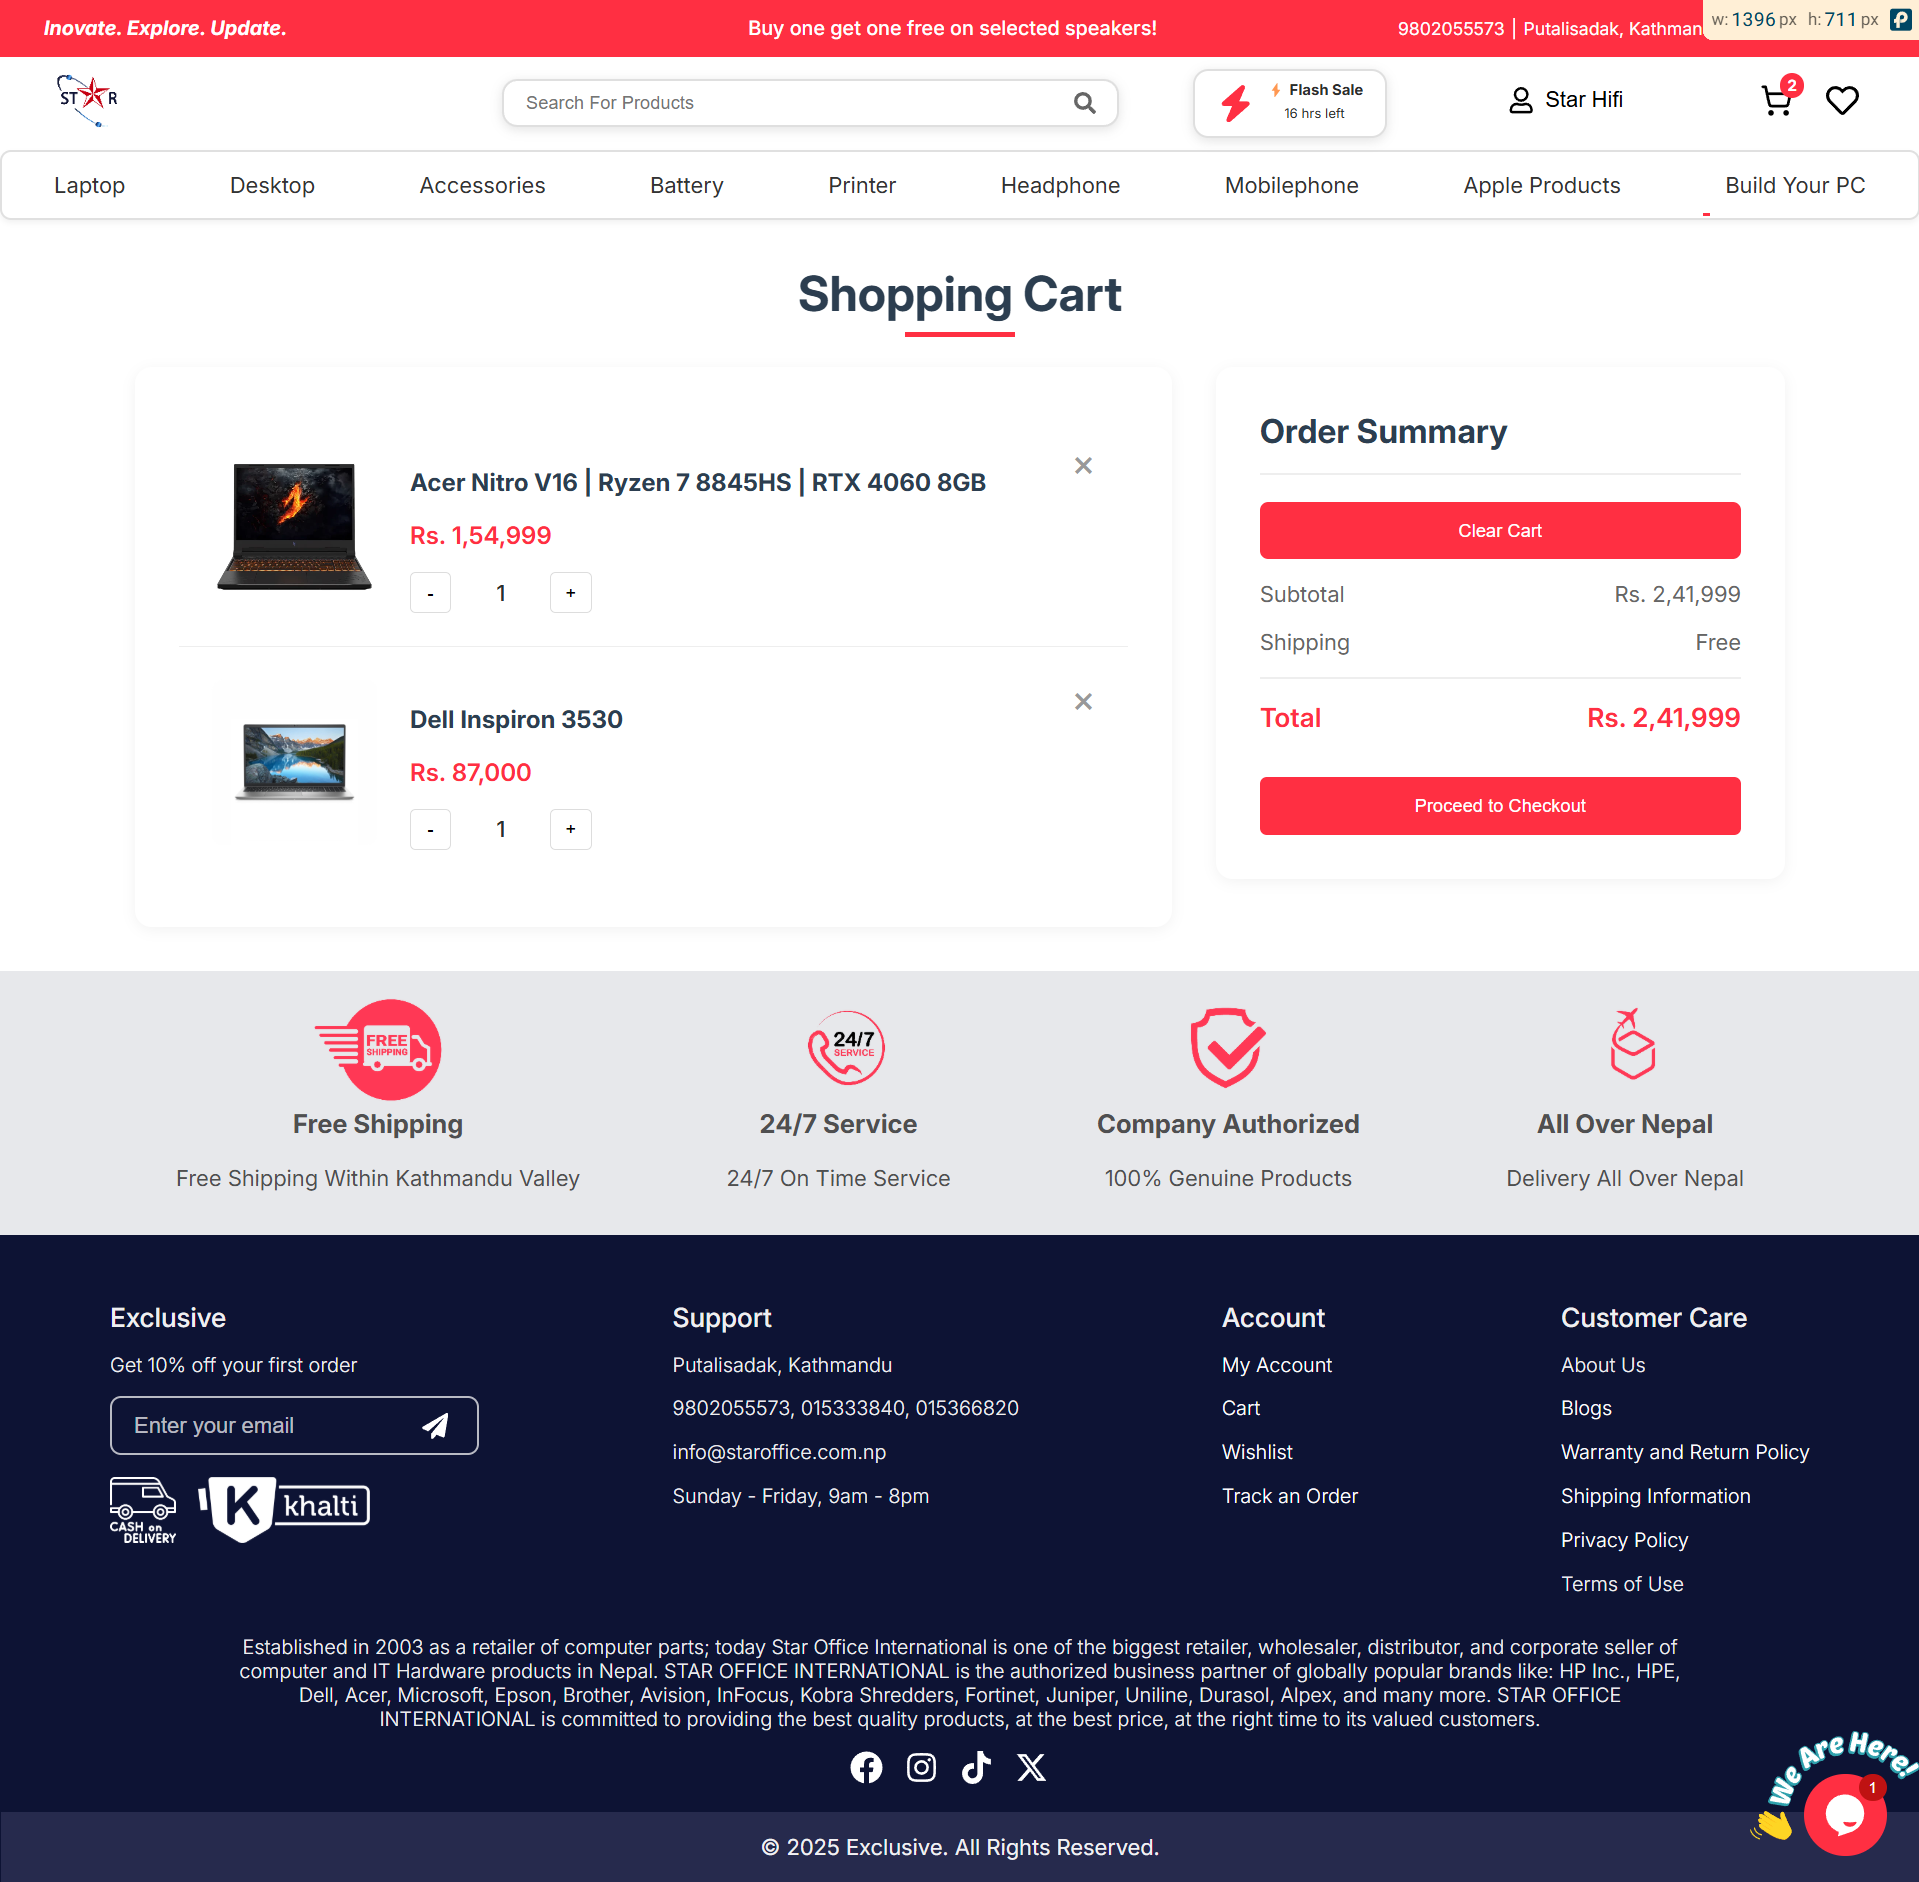 Inovate. Explore. Update.
Buy one get one free on selected speakers!
9802055573 | Putalisadak, Kathman
w: 1396 px h: 711 px
ST R
Search For Products
Flash Sale
16 hrs left
Star Hifi
2
Laptop
Desktop
Accessories
Battery
Printer
Headphone
Mobilephone
Apple Products
Build Your PC
Shopping Cart
Acer Nitro V16 | Ryzen 7 8845HS | RTX 4060 8GB
Rs. 1,54,999
- 1 +
Dell Inspiron 3530
Rs. 87,000
- 1 +
Order Summary
Clear Cart
Subtotal Rs. 2,41,999
Shipping Free
Total Rs. 2,41,999
Proceed to Checkout
FREE
SHIPPING
Free Shipping
Free Shipping Within Kathmandu Valley
24/7
SERVICE
24/7 Service
24/7 On Time Service
Company Authorized
100% Genuine Products
All Over Nepal
Delivery All Over Nepal
Exclusive
Get 10% off your first order
Enter your email
CASH on
DELIVERY
K khalti
Support
Putalisadak, Kathmandu
9802055573, 015333840, 015366820
info@staroffice.com.np
Sunday - Friday, 9am - 8pm
Account
My Account
Cart
Wishlist
Track an Order
Customer Care
About Us
Blogs
Warranty and Return Policy
Shipping Information
Privacy Policy
Terms of Use
Established in 2003 as a retailer of computer parts; today Star Office International is one of the biggest retailer, wholesaler, distributor, and corporate seller of
computer and IT Hardware products in Nepal. STAR OFFICE INTERNATIONAL is the authorized business partner of globally popular brands like: HP Inc., HPE,
Dell, Acer, Microsoft, Epson, Brother, Avision, InFocus, Kobra Shredders, Fortinet, Juniper, Uniline, Durasol, Alpex, and many more. STAR OFFICE
INTERNATIONAL is committed to providing the best quality products, at the best price, at the right time to its valued customers.
We Are Here!
1
© 2025 Exclusive. All Rights Reserved.